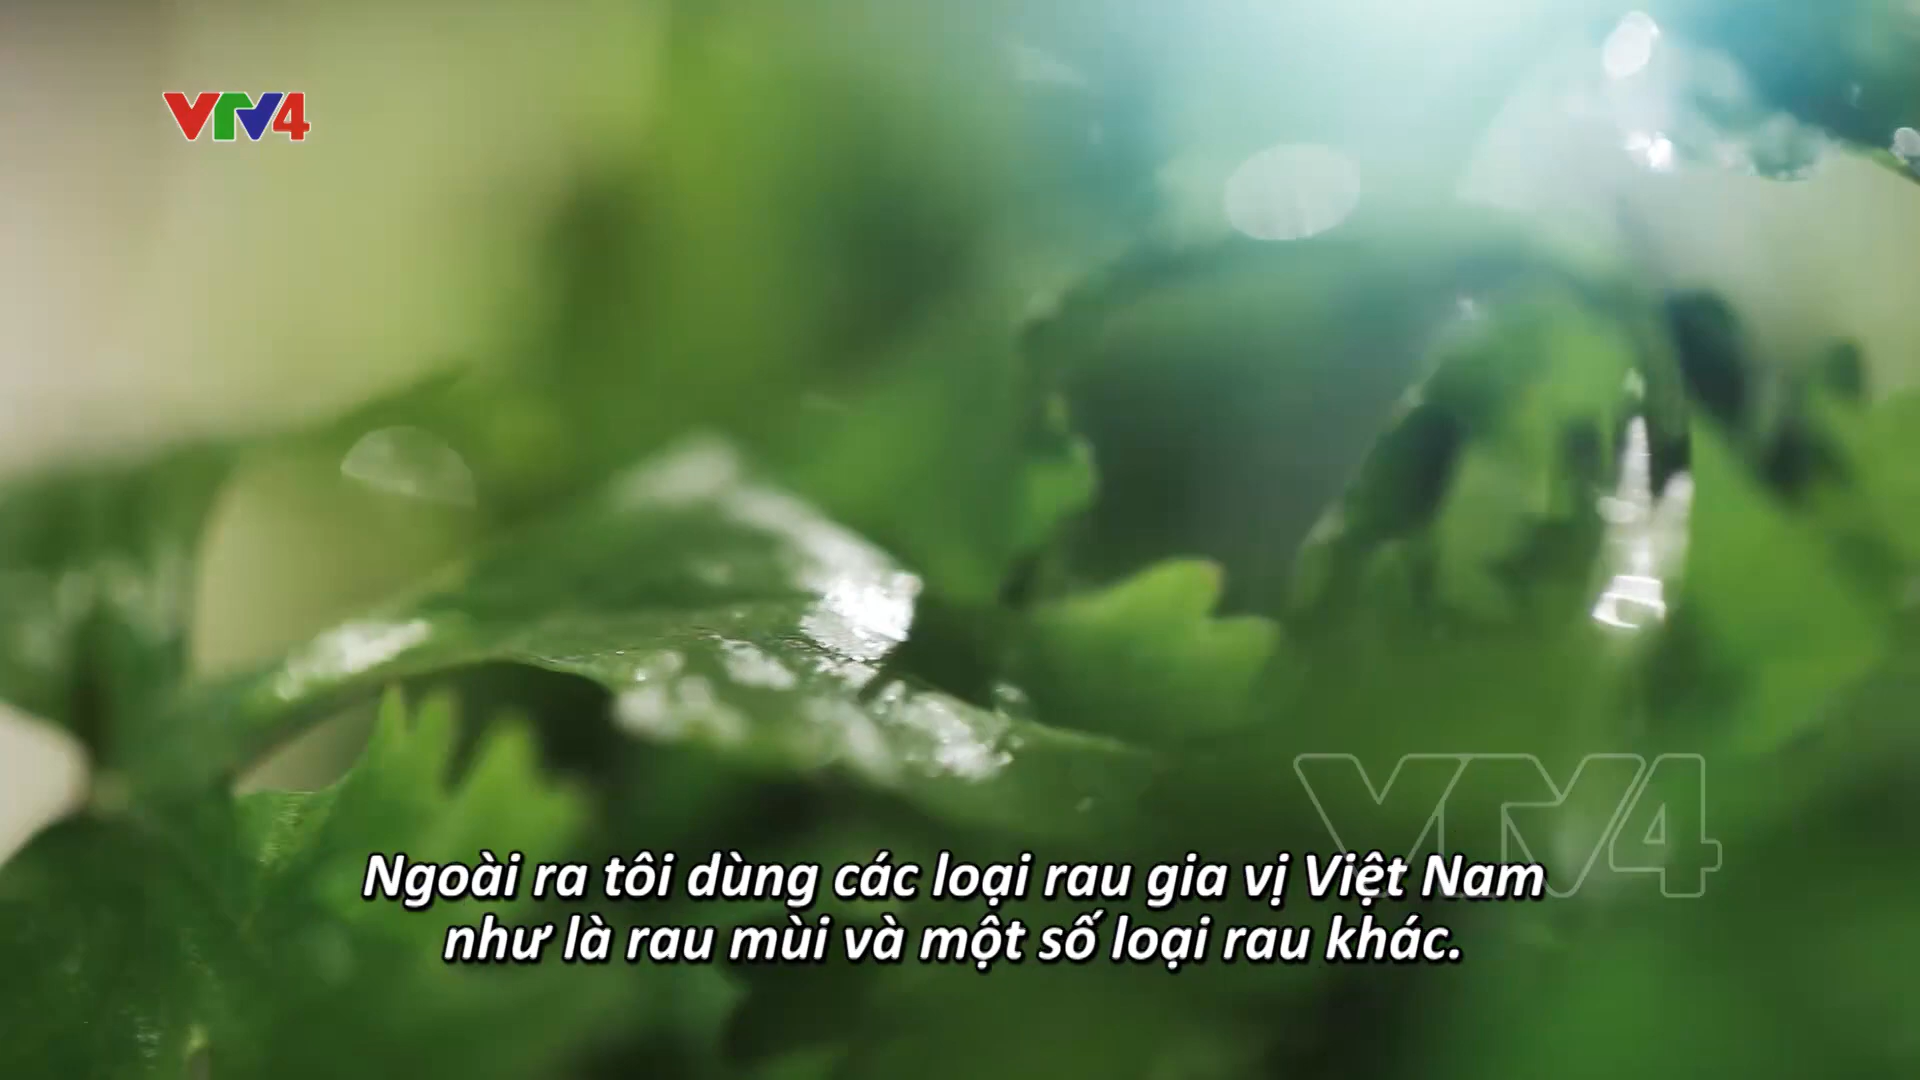 VTV4
VTV4
Ngoài ra tôi dùng các loại rau gia vị Việt Nam
như là rau mùi và một số loại rau khác.